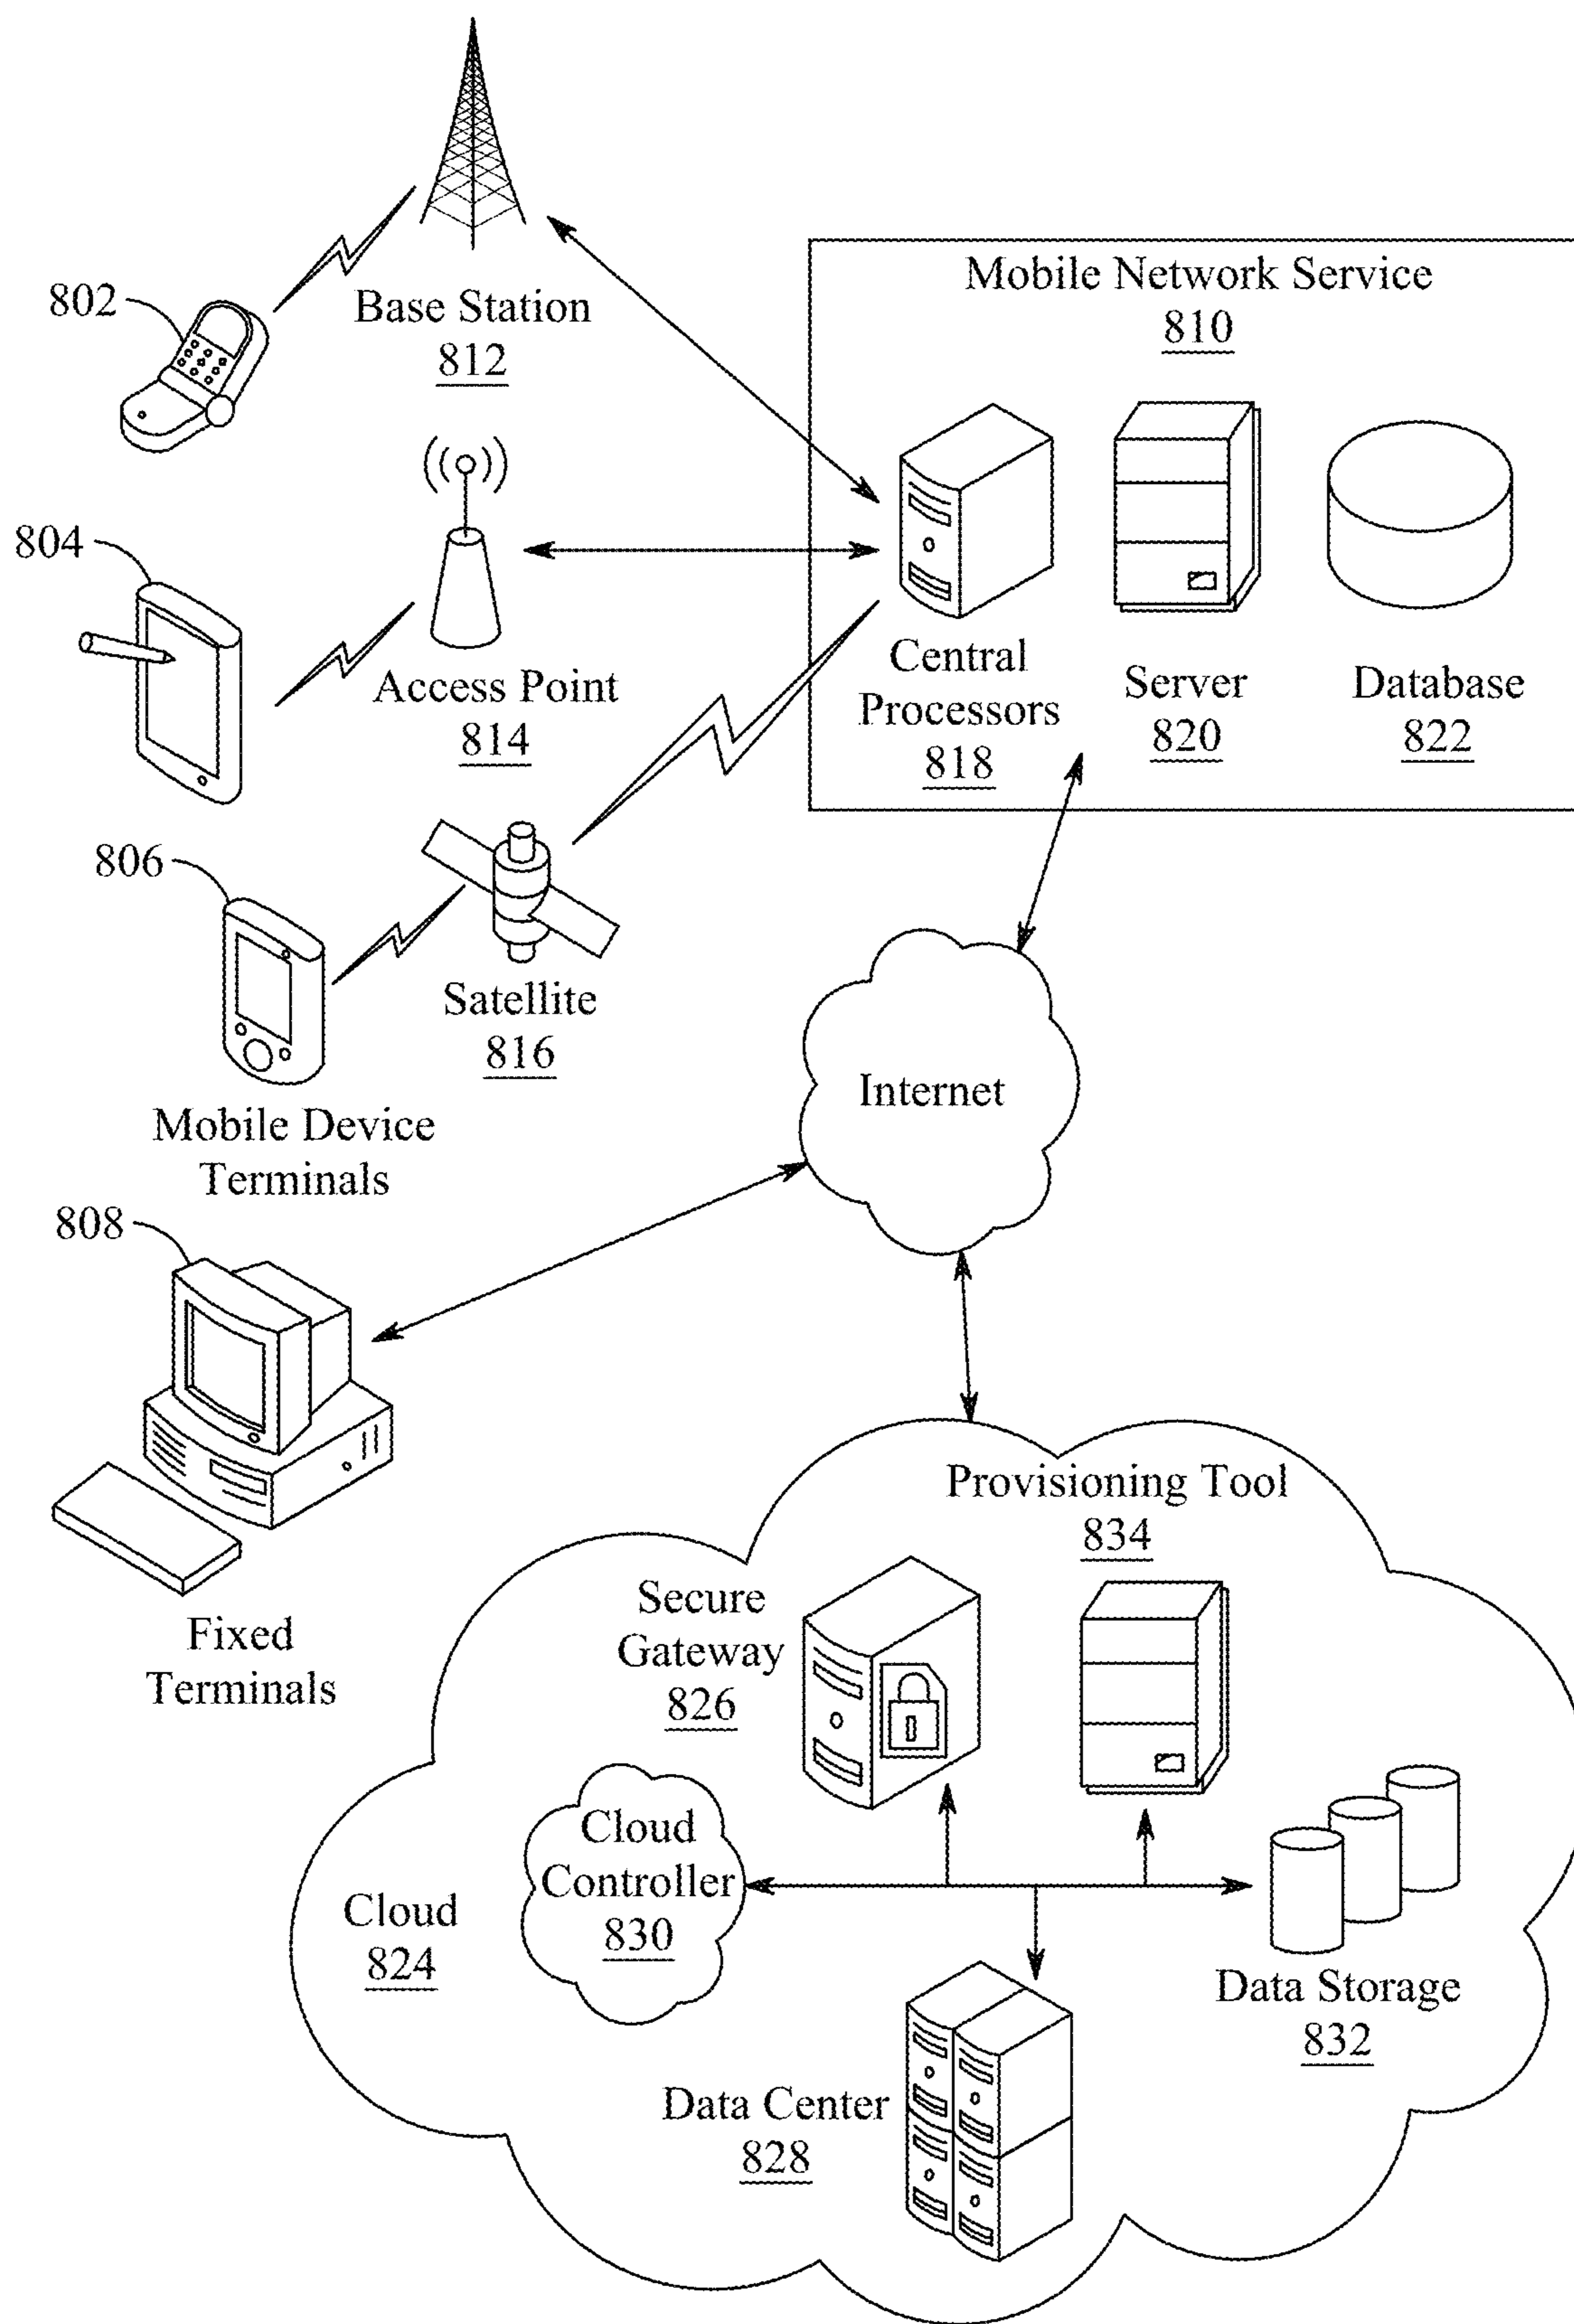 802
Base Station
812
Mobile Network Service
810
804
Access Point
814
Central
Processors
818
Server
820
Database
822
806
Satellite
816
Mobile Device
Terminals
Internet
808
Fixed
Terminals
Provisioning Tool
834
Secure
Gateway
826
Cloud
Controller
830
Cloud
824
Data Storage
832
Data Center
828